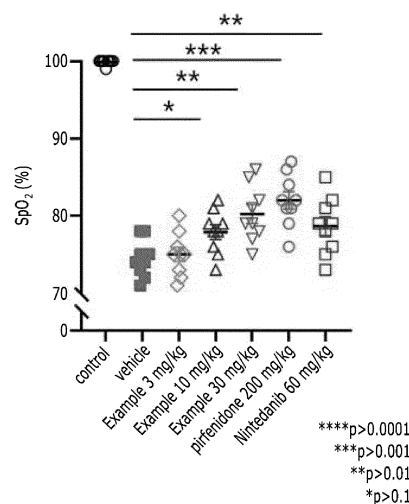 **
***
**
*
100
90
80
70
0
SpO2 (%)
control
vehicle
Example 3 mg/kg
Example 10 mg/kg
Example 30 mg/kg
pirfenidone 200 mg/kg
Nintedanib 60 mg/kg
****p>0.0001
***p>0.001
**p>0.01
*p>0.1